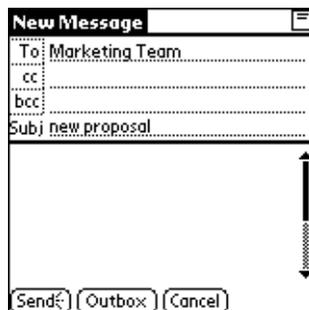 New Message
To Marketing Team
cc
bcc
Subj new proposal
Send Outbox Cancel